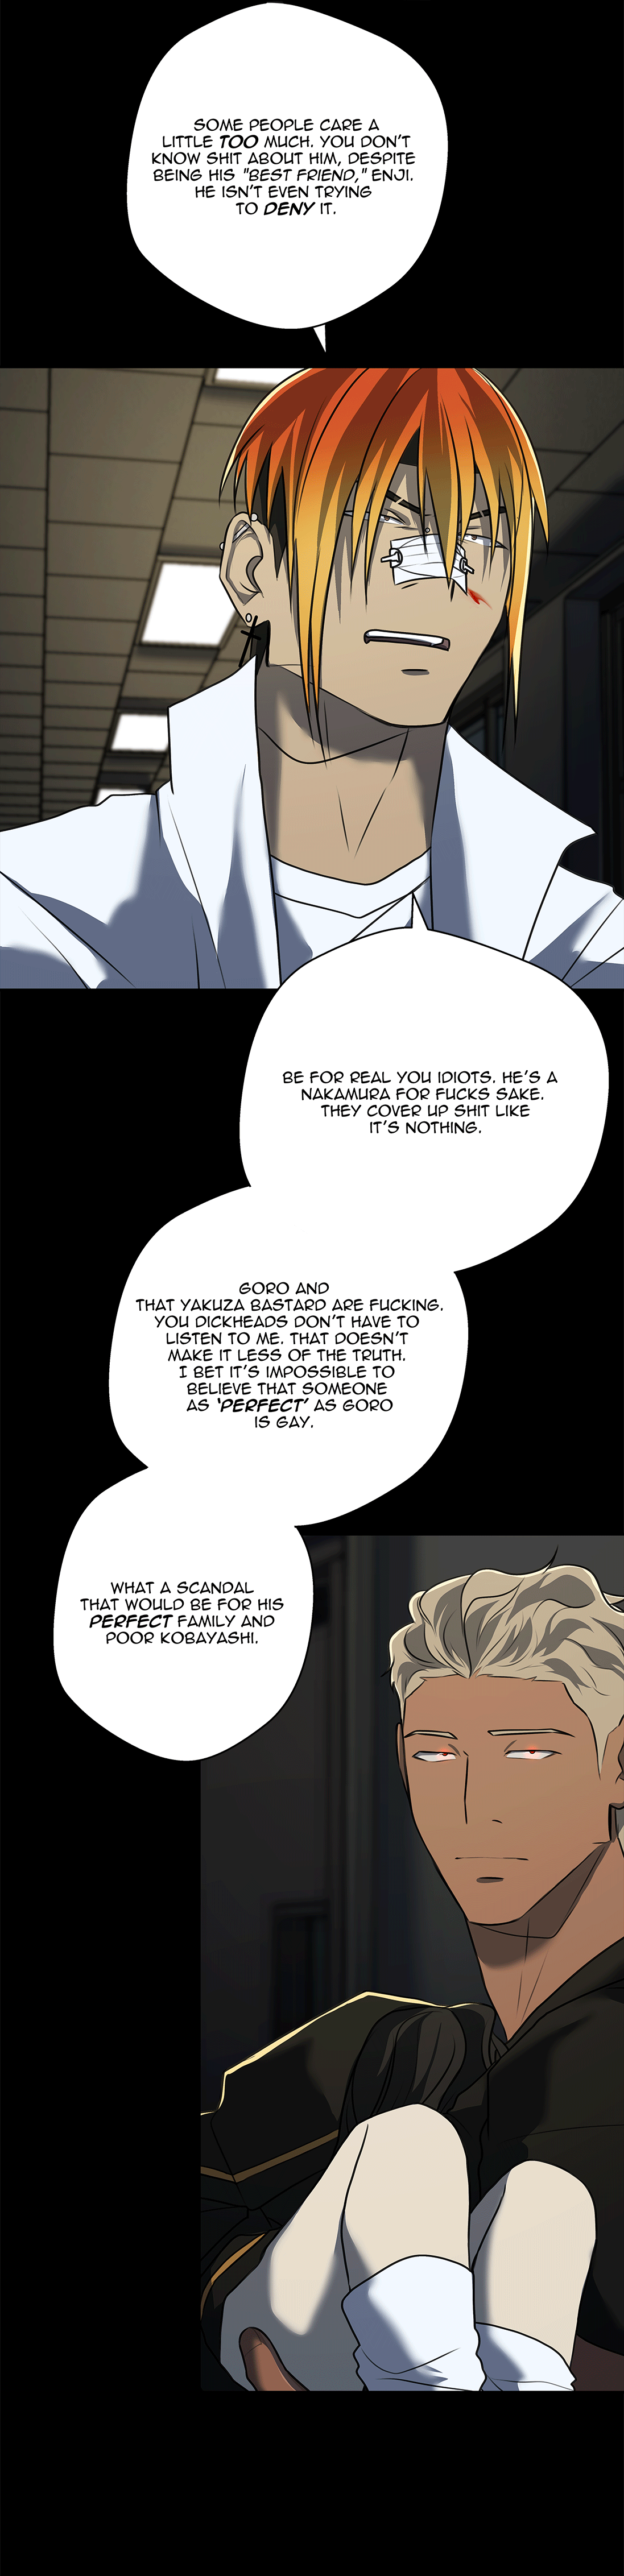 SOME PEOPLE CARE A
LITTLE TOO MUCH. YOU DON'T
KNOW SHIT ABOUT HIM, DESPITE
BEING HIS "BEST FRIEND," ENJI.
HE ISN'T EVEN TRYING
TO DENY IT.
BE FOR REAL YOU IDIOTS. HE'S A
NAKAMURA FOR FUCKS SAKE.
THEY COVER UP SHIT LIKE
IT'S NOTHING.
GORO AND
THAT YAKUZA BASTARD ARE FUCKING.
YOU DICKHEADS DON'T HAVE TO
LISTEN TO ME. THAT DOESN'T
MAKE IT LESS OF THE TRUTH.
I BET IT'S IMPOSSIBLE TO
BELIEVE THAT SOMEONE
AS 'PERFECT' AS GORO
IS GAY.
WHAT A SCANDAL
THAT WOULD BE FOR HIS
PERFECT FAMILY AND
POOR KOBAYASHI.